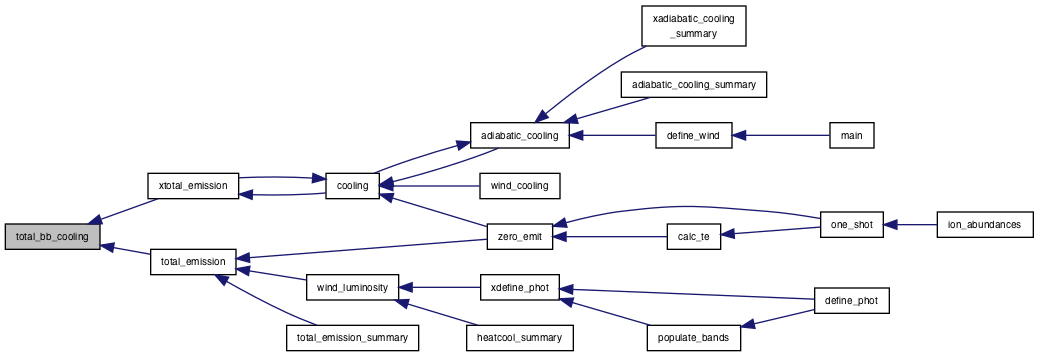 xadiabatic_cooling
_summary
adiabatic_cooling_summary
adiabatic_cooling
define_wind
main
xtotal_emission
cooling
wind_cooling
total_bb_cooling
zero_emit
calc_te
one_shot
ion_abundances
total_emission
wind_luminosity
xdefine_phot
define_phot
total_emission_summary
heatcool_summary
populate_bands